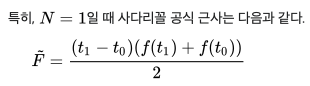 특히, N = 1일 때 사다리꼴 공식 근사는 다음과 같다.
F̃ = (t₁ − t₀)(f(t₁) + f(t₀)) / 2